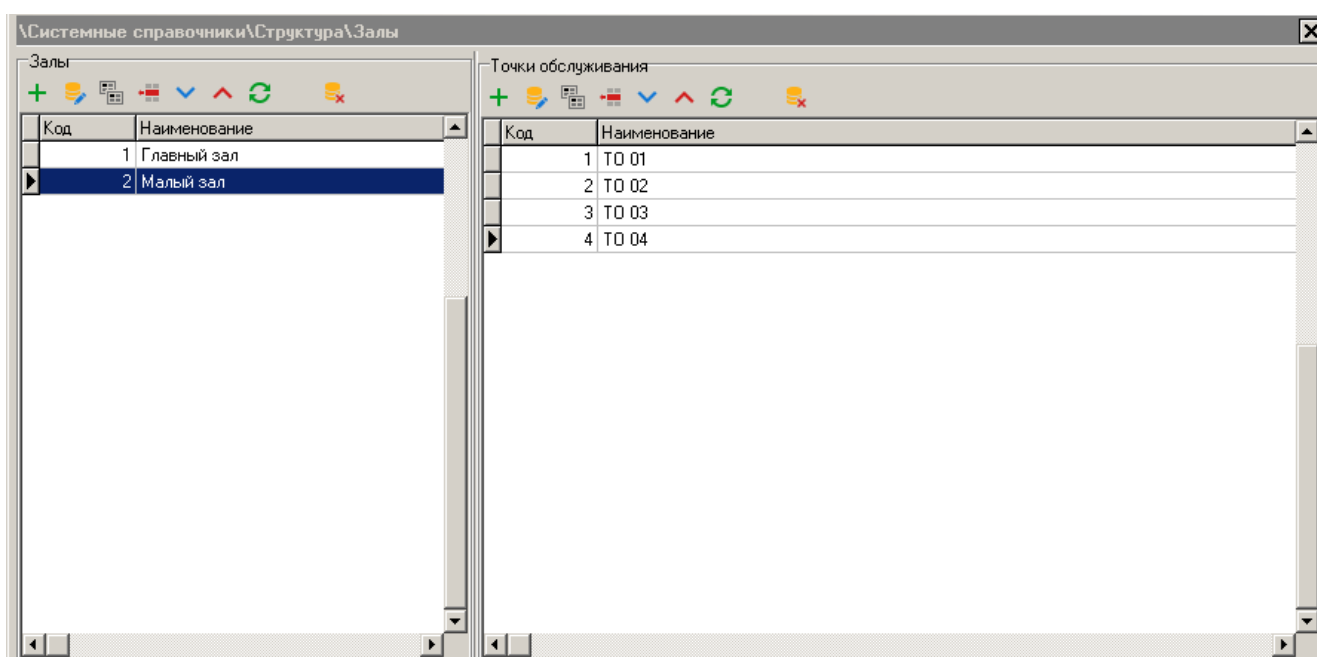 \Системные справочники\Структура\Залы
Залы
Код Наименование
1 Главный зал
2 Малый зал
Точки обслуживания
Код Наименование
1 ТО 01
2 ТО 02
3 ТО 03
4 ТО 04